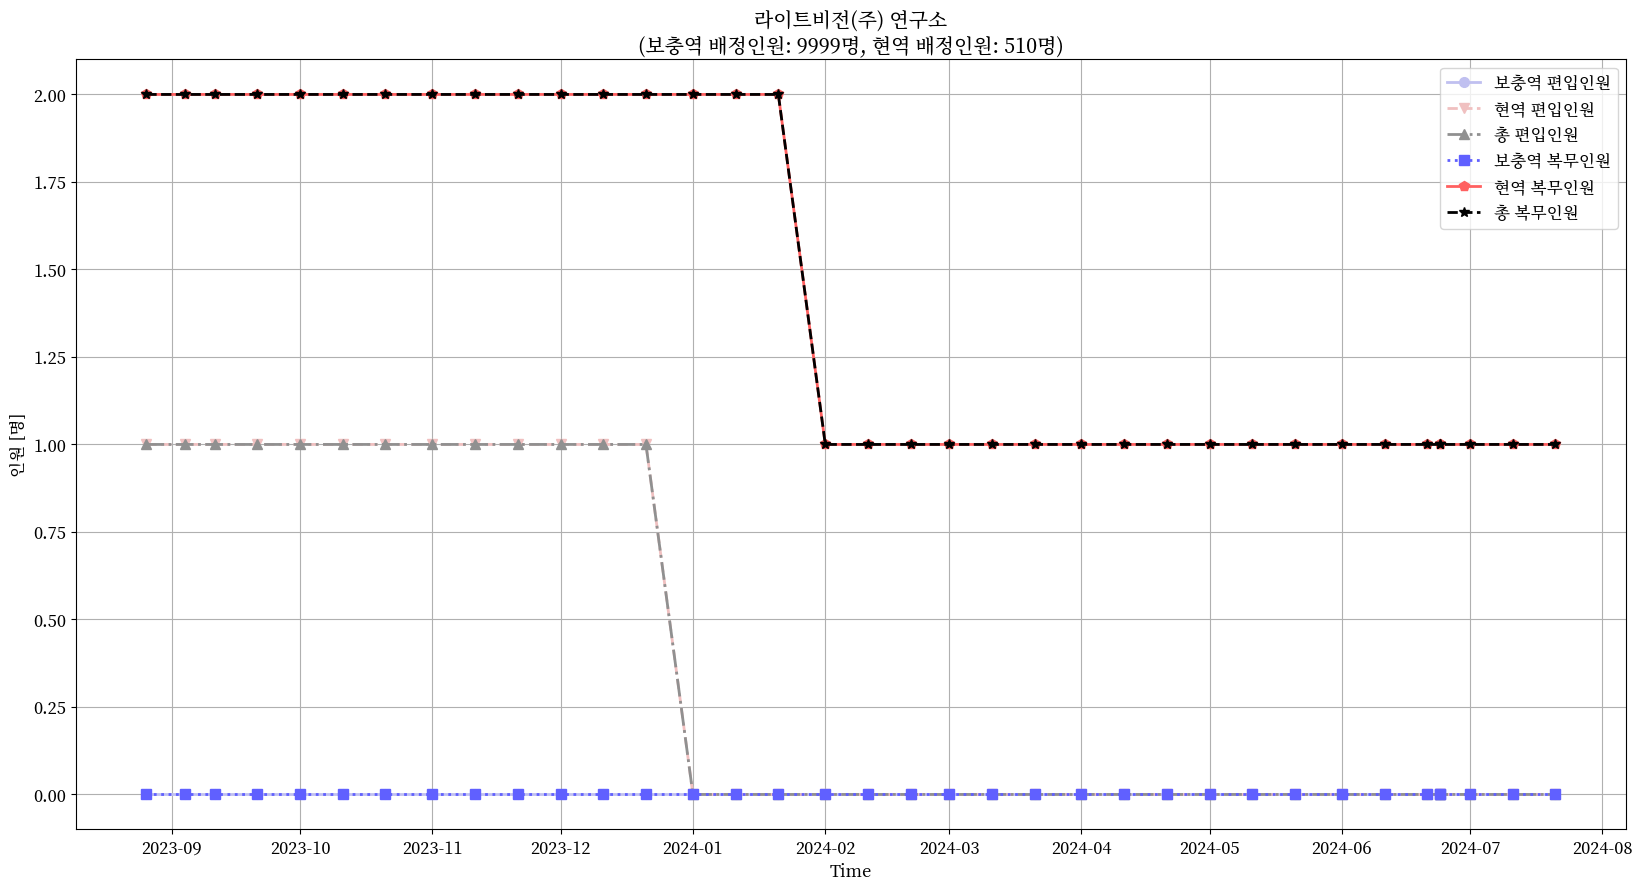 라이트비전(주) 연구소
(보충역 배정인원: 9999명, 현역 배정인원: 510명)
보충역 편입인원
현역 편입인원
총 편입인원
보충역 복무인원
현역 복무인원
총 복무인원
인원 [명]
2.00
1.75
1.50
1.25
1.00
0.75
0.50
0.25
0.00
2023-09
2023-10
2023-11
2023-12
2024-01
2024-02
2024-03
2024-04
2024-05
2024-06
2024-07
2024-08
Time